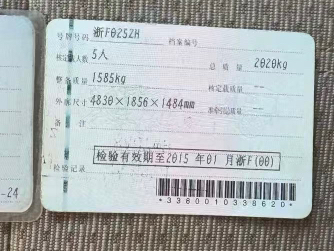 号牌号码 浙F02SZH 档案编号
核定载人数 5人 总质量 2020kg
整备质量 1585kg 核定载质量
外廓尺寸 4830×1856×1484mm 准牵引总质量
备注
检验有效期至2015年01月浙F(00)
检验记录
*3380010338620*
-24